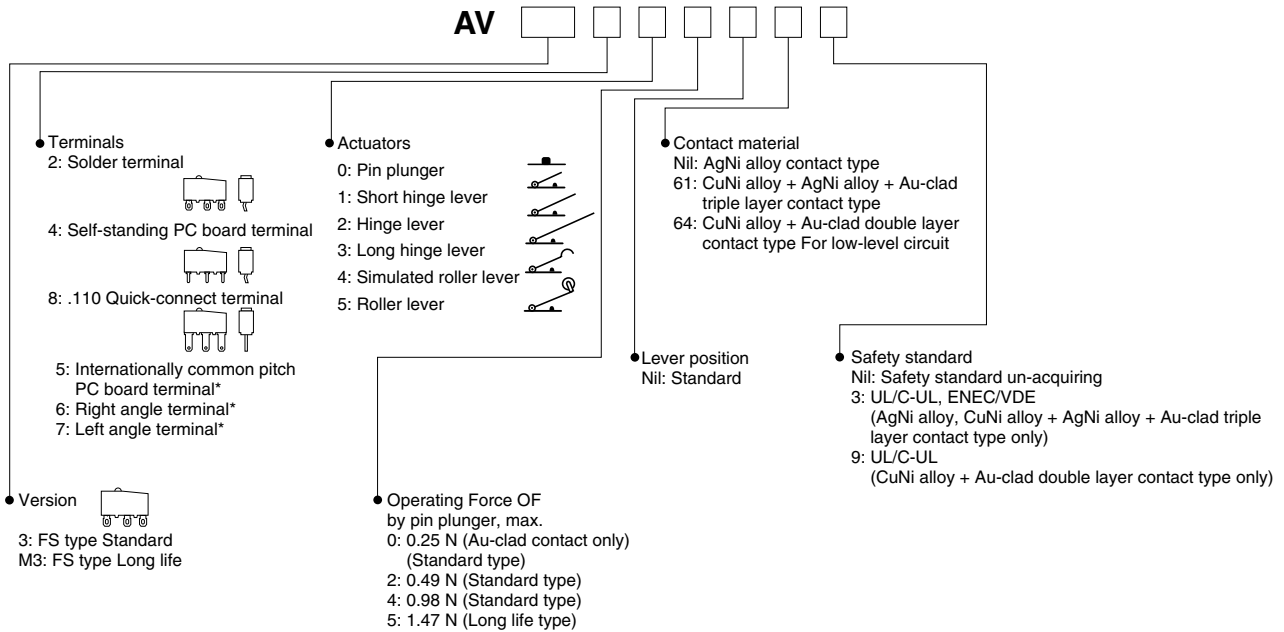 AV
Terminals
2: Solder terminal
4: Self-standing PC board terminal
8: .110 Quick-connect terminal
5: Internationally common pitch
PC board terminal*
6: Right angle terminal*
7: Left angle terminal*
Actuators
0: Pin plunger
1: Short hinge lever
2: Hinge lever
3: Long hinge lever
4: Simulated roller lever
5: Roller lever
Contact material
Nil: AgNi alloy contact type
61: CuNi alloy + AgNi alloy + Au-clad
triple layer contact type
64: CuNi alloy + Au-clad double layer
contact type For low-level circuit
Lever position
Nil: Standard
Safety standard
Nil: Safety standard un-acquiring
3: UL/C-UL, ENEC/VDE
(AgNi alloy, CuNi alloy + AgNi alloy + Au-clad triple
layer contact type only)
9: UL/C-UL
(CuNi alloy + Au-clad double layer contact type only)
Version
3: FS type Standard
M3: FS type Long life
Operating Force OF
by pin plunger, max.
0: 0.25 N (Au-clad contact only)
(Standard type)
2: 0.49 N (Standard type)
4: 0.98 N (Standard type)
5: 1.47 N (Long life type)